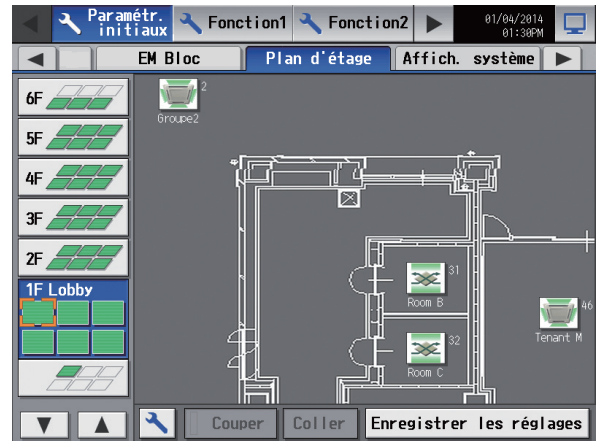 Paramétr.
initiaux
Fonction1
Fonction2
01/04/2014
01:30PM
EM Bloc
Plan d'étage
Affich. système
6F
5F
4F
3F
2F
1F Lobby
2
Groupe2
31
Room B
32
Room C
46
Tenant M
Couper
Coller
Enregistrer les réglages